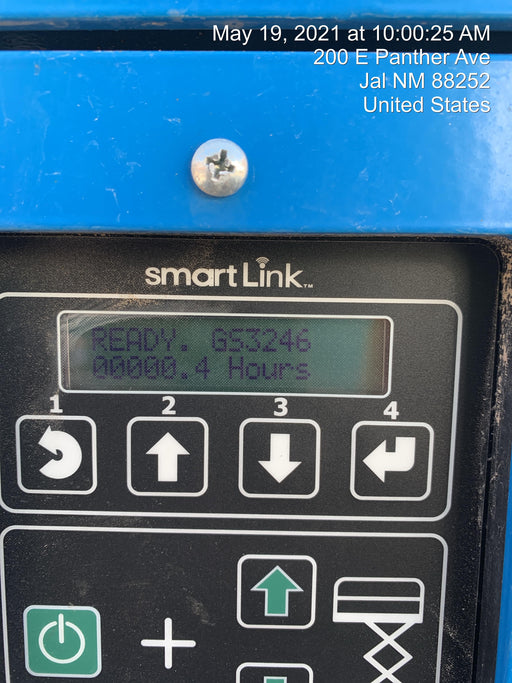 May 19, 2021 at 10:00:25 AM
200 E Panther Ave
Jal NM 88252
United States
smartLink™
READY. GS3246
00000.4 Hours
1 2 3 4